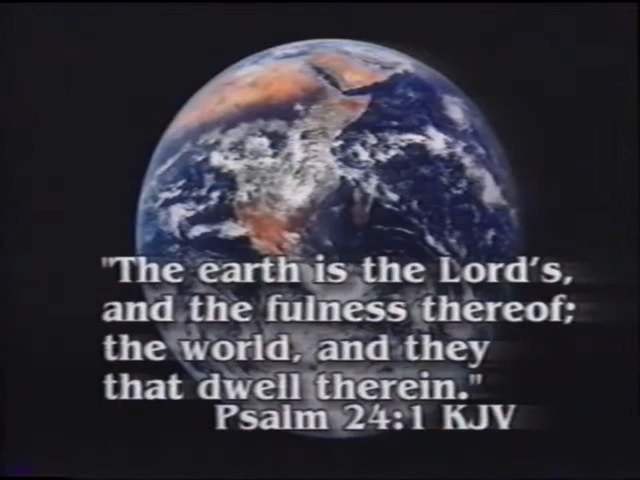 "The earth is the Lord's,
and the fulness thereof;
the world, and they
that dwell therein."
Psalm 24:1 KJV